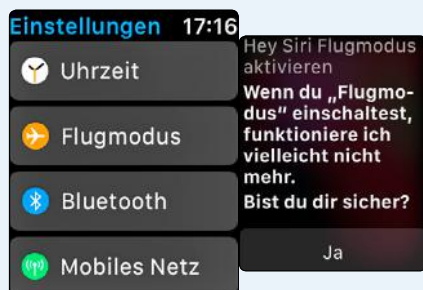 Einstellungen 17:16
Uhrzeit
Flugmodus
Bluetooth
Mobiles Netz
Hey Siri Flugmodus
aktivieren
Wenn du „Flugmo-
dus“ einschaltest,
funktioniere ich
vielleicht nicht
mehr.
Bist du dir sicher?
Ja